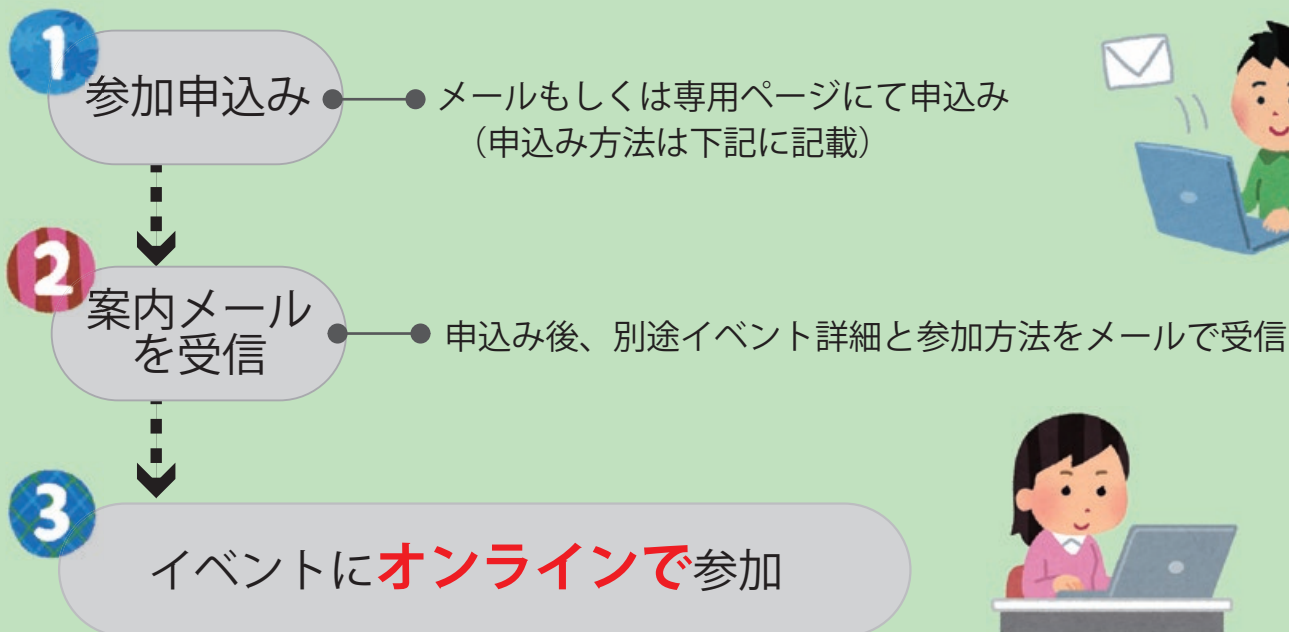 1
参加申込み
メールもしくは専用ページにて申込み
(申込み方法は下記に記載)
2
案内メール
を受信
申込み後、別途イベント詳細と参加方法をメールで受信
3
イベントにオンラインで参加